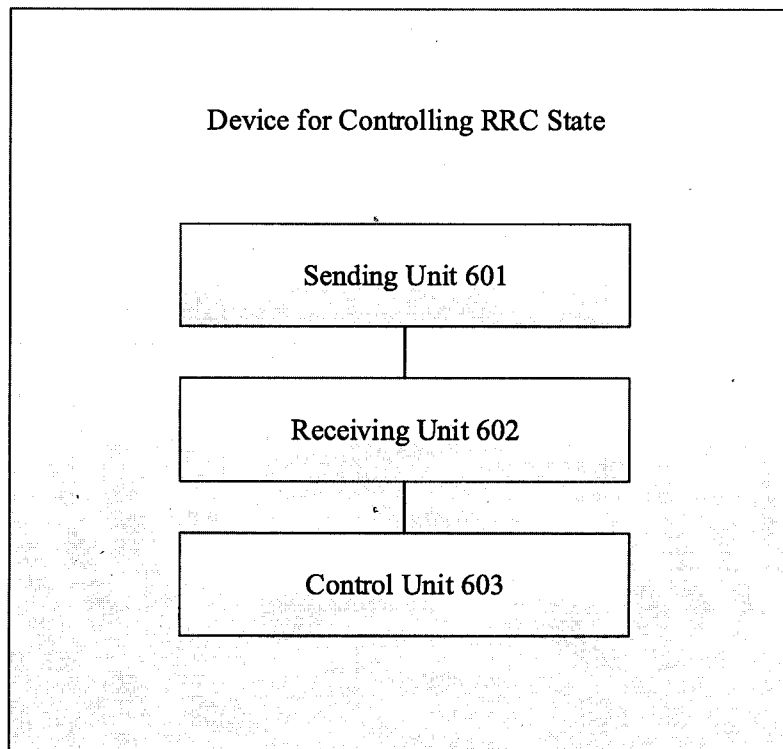 Device for Controlling RRC State
Sending Unit 601
Receiving Unit 602
Control Unit 603